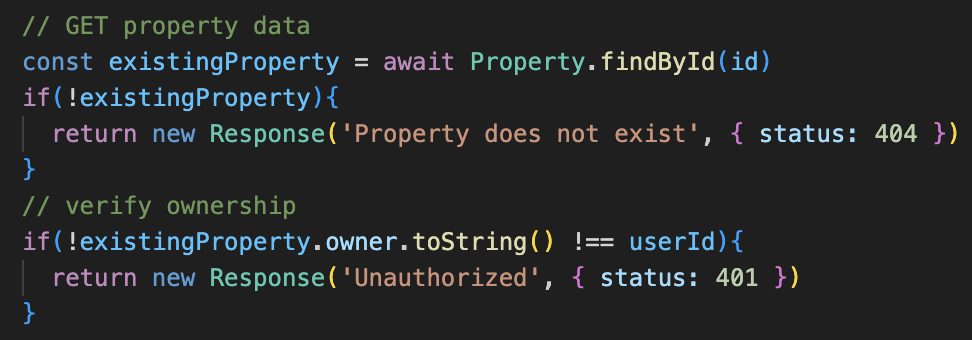 // GET property data
const existingProperty = await Property.findById(id)
if(!existingProperty){
return new Response('Property does not exist', { status: 404 })
}
// verify ownership
if(!existingProperty.owner.toString() !== userId){
return new Response('Unauthorized', { status: 401 })
}